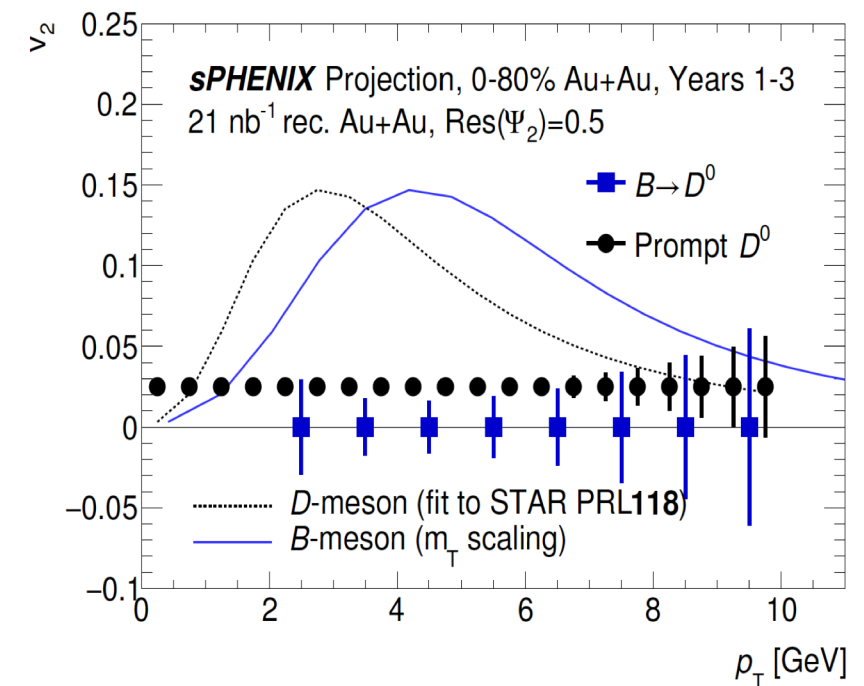 v₂
0.25
0.2
0.15
0.1
0.05
0
−0.05
−0.1
sPHENIX Projection, 0-80% Au+Au, Years 1-3
21 nb⁻¹ rec. Au+Au, Res(Ψ₂)=0.5
B→D⁰
Prompt D⁰
D-meson (fit to STAR PRL118)
B-meson (m_T scaling)
0 2 4 6 8 10
p_T [GeV]